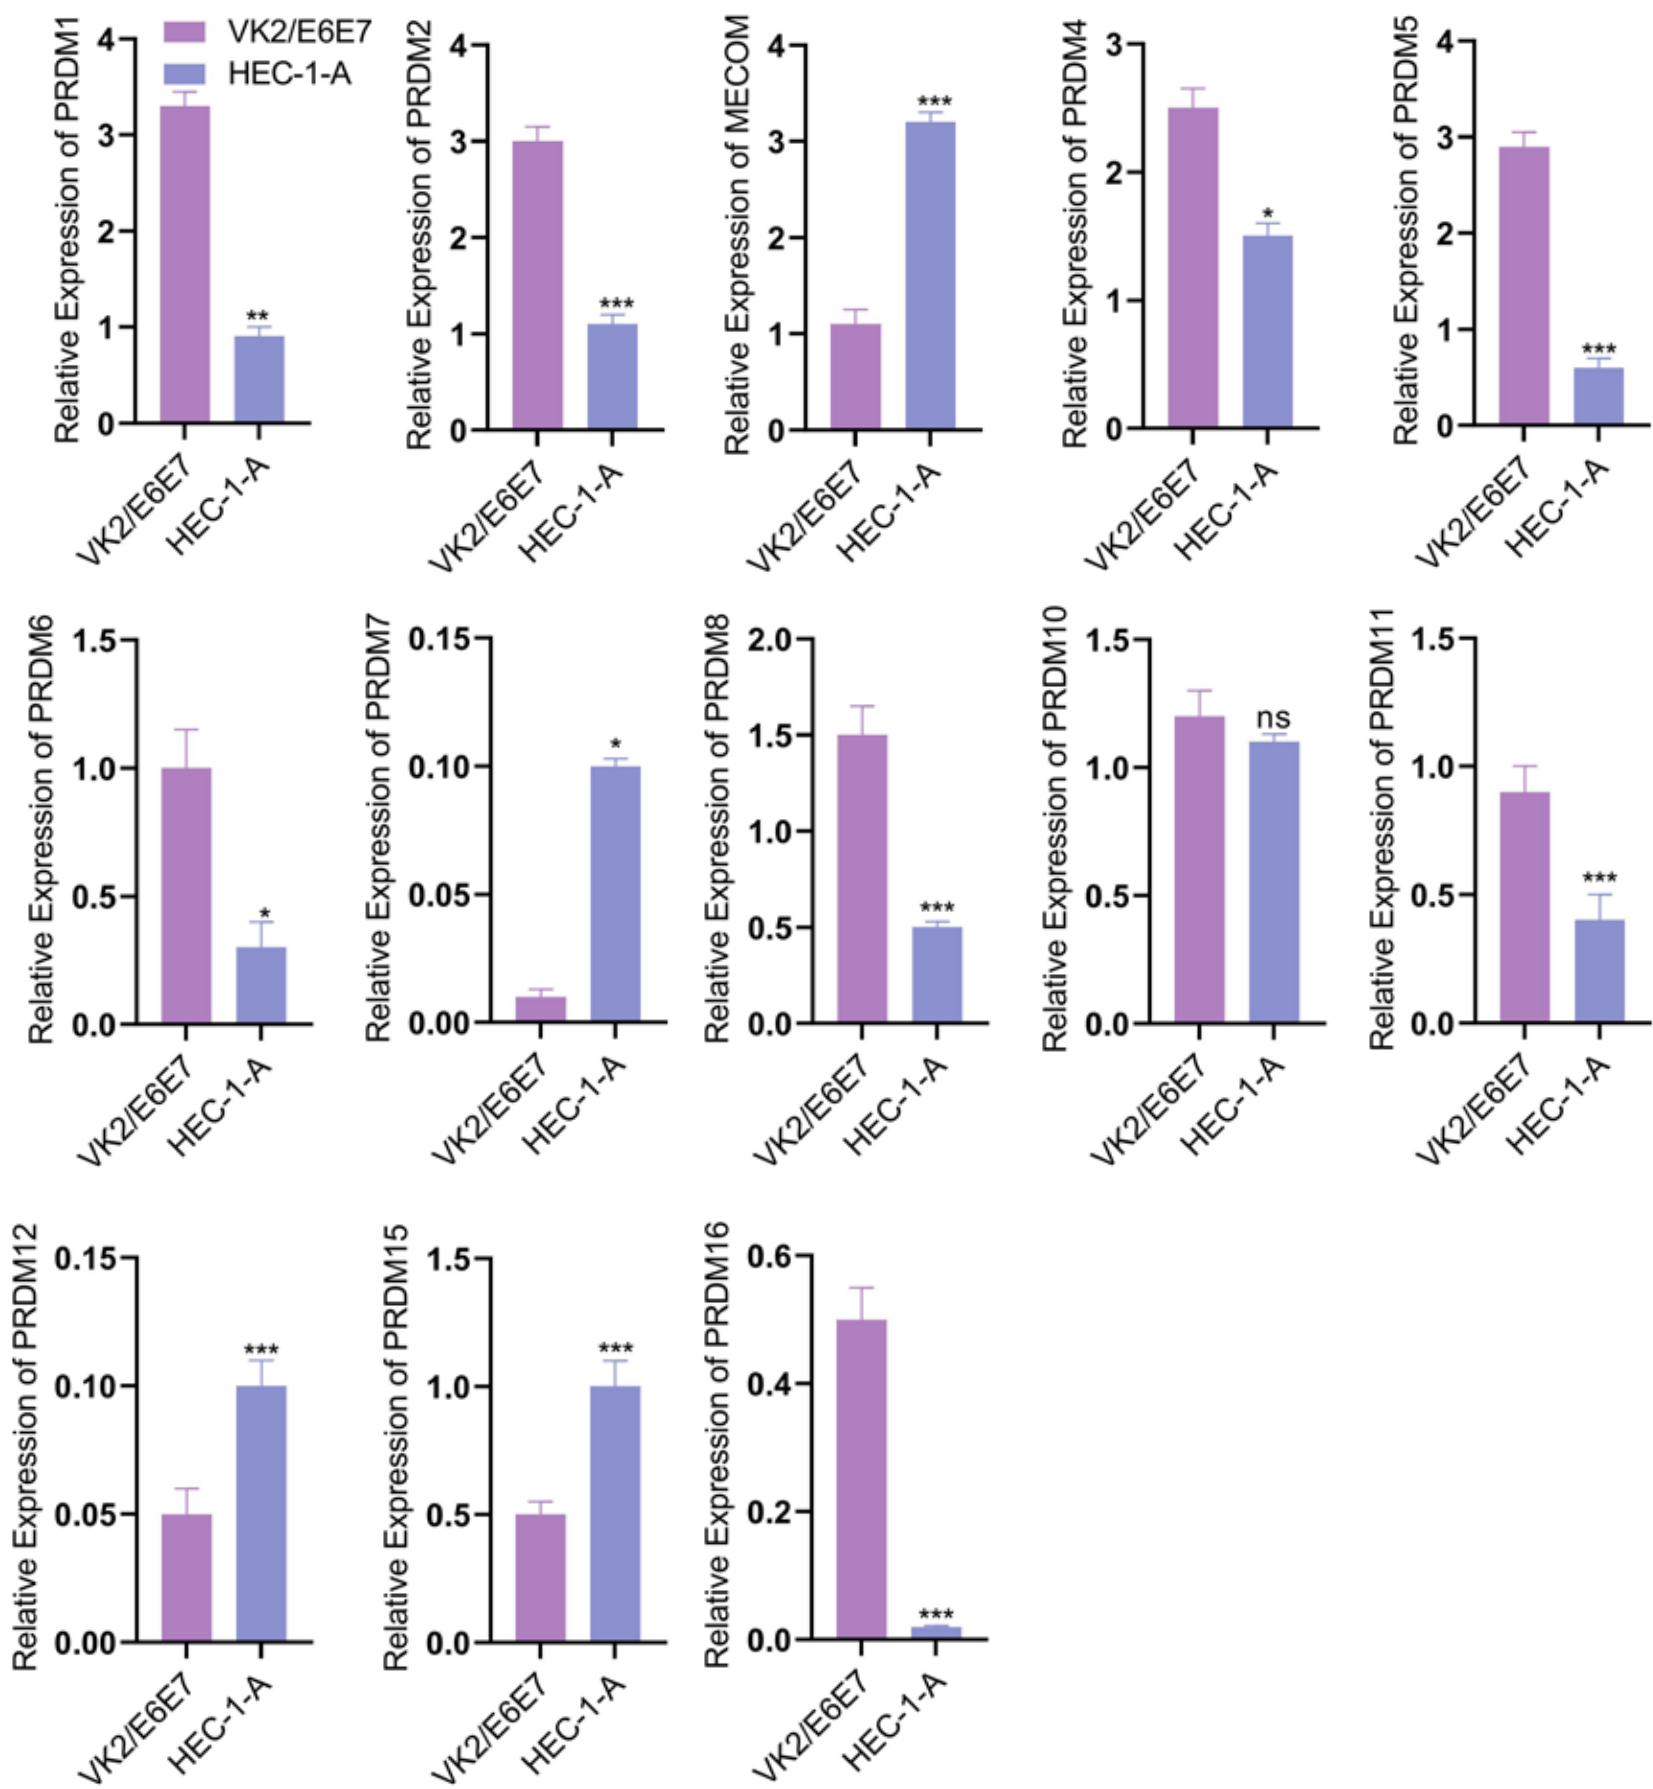 VK2/E6E7
HEC-1-A
Relative Expression of PRDM1
4
3
2
1
0
**
VK2/E6E7
HEC-1-A
Relative Expression of PRDM2
4
3
2
1
0
***
VK2/E6E7
HEC-1-A
Relative Expression of MECOM
4
3
2
1
0
***
VK2/E6E7
HEC-1-A
Relative Expression of PRDM4
3
2
1
0
*
VK2/E6E7
HEC-1-A
Relative Expression of PRDM5
4
3
2
1
0
***
VK2/E6E7
HEC-1-A
Relative Expression of PRDM6
1.5
1.0
0.5
0.0
*
VK2/E6E7
HEC-1-A
Relative Expression of PRDM7
0.15
0.10
0.05
0.00
*
VK2/E6E7
HEC-1-A
Relative Expression of PRDM8
2.0
1.5
1.0
0.5
0.0
***
VK2/E6E7
HEC-1-A
Relative Expression of PRDM10
1.5
1.0
0.5
0.0
ns
VK2/E6E7
HEC-1-A
Relative Expression of PRDM11
1.5
1.0
0.5
0.0
***
VK2/E6E7
HEC-1-A
Relative Expression of PRDM12
0.15
0.10
0.05
0.00
***
VK2/E6E7
HEC-1-A
Relative Expression of PRDM15
1.5
1.0
0.5
0.0
***
VK2/E6E7
HEC-1-A
Relative Expression of PRDM16
0.6
0.4
0.2
0.0
***
VK2/E6E7
HEC-1-A